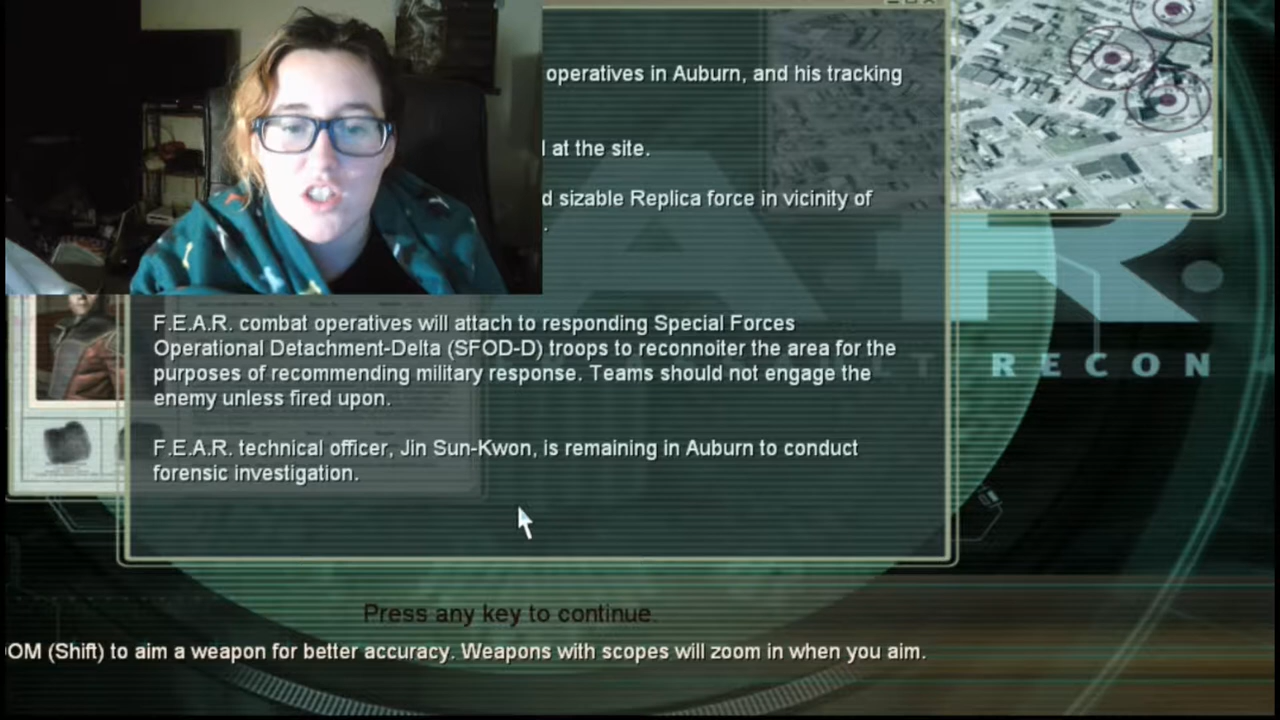 operatives in Auburn, and his tracking
at the site.
sizable Replica force in vicinity of
F.E.A.R. combat operatives will attach to responding Special Forces
Operational Detachment-Delta (SFOD-D) troops to reconnoiter the area for the
purposes of recommending military response. Teams should not engage the
enemy unless fired upon.
F.E.A.R. technical officer, Jin Sun-Kwon, is remaining in Auburn to conduct
forensic investigation.
R.
RECON
Press any key to continue.
OM (Shift) to aim a weapon for better accuracy. Weapons with scopes will zoom in when you aim.